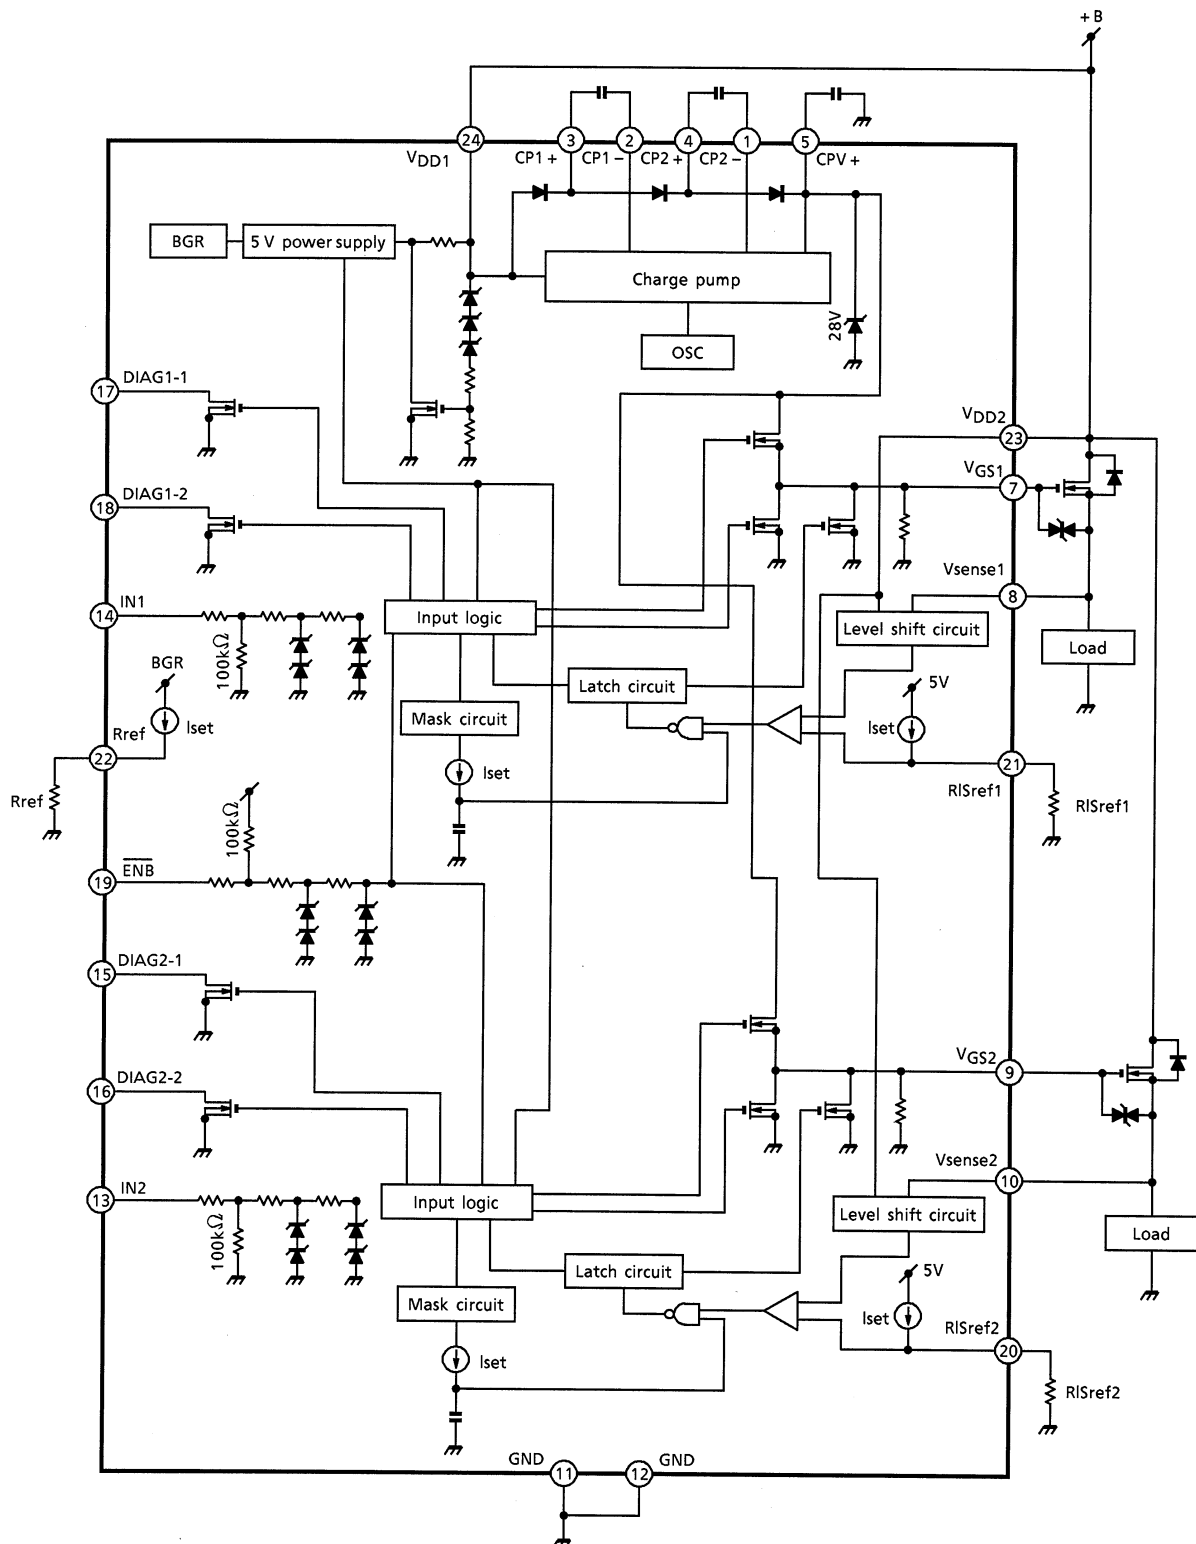 + B
24 3 2 4 1 5
VDD1 CP1 + CP1 − CP2 + CP2 − CPV +
BGR 5 V power supply
Charge pump
28V
OSC
17 DIAG1-1
VDD2 23
VGS1 7
18 DIAG1-2
Vsense1 8
14 IN1
100kΩ
Input logic
Level shift circuit
Load
BGR
Iset
Latch circuit
5V
Mask circuit
Iset
Rref 22
Iset
21
RISref1
Rref
RISref1
100kΩ
19 ENB
15 DIAG2-1
16 DIAG2-2
VGS2 9
Vsense2 10
13 IN2
100kΩ
Input logic
Level shift circuit
Load
Latch circuit
5V
Mask circuit
Iset
RISref2
20
Iset
RISref2
GND 11 12 GND